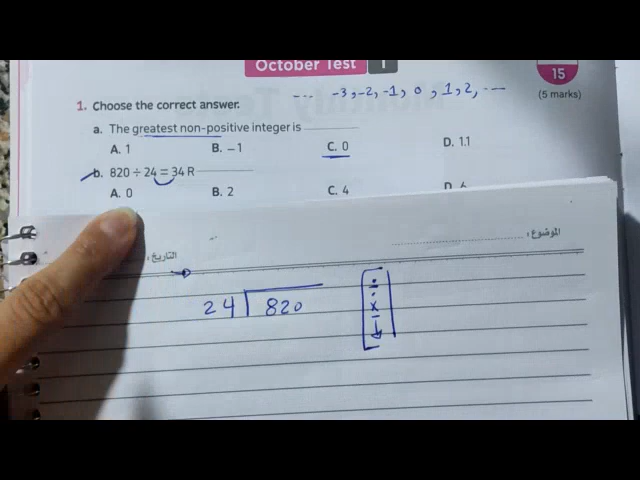 October Test 1
15
(5 marks)
... -3, -2, -1, 0, 1, 2, ...
1. Choose the correct answer.
a. The greatest non-positive integer is
A. 1 B. -1 C. 0 D. 1.1
b. 820 ÷ 24 = 34 R
A. 0 B. 2 C. 4
الموضوع:
التاريخ:
24 820
÷
×
-
↓